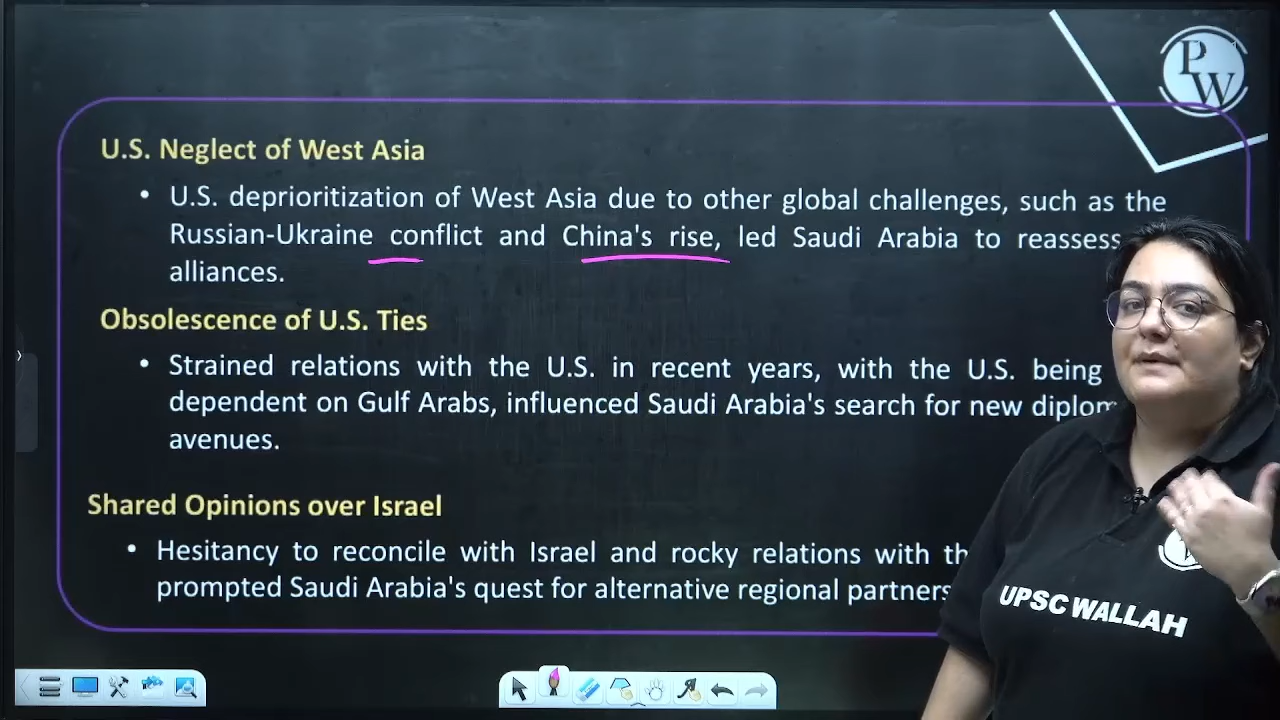 P
W
U.S. Neglect of West Asia
• U.S. deprioritization of West Asia due to other global challenges, such as the
Russian-Ukraine conflict and China's rise, led Saudi Arabia to reassess
alliances.
Obsolescence of U.S. Ties
• Strained relations with the U.S. in recent years, with the U.S. being
dependent on Gulf Arabs, influenced Saudi Arabia's search for new
avenues.
Shared Opinions over Israel
• Hesitancy to reconcile with Israel and rocky relations with
prompted Saudi Arabia's quest for alternative regional partners
UPSC WALLAH